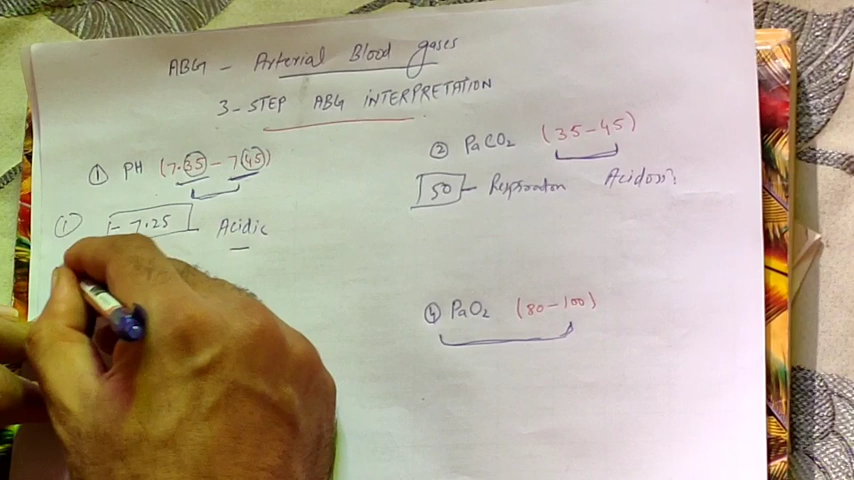 ABG - Arterial Blood gases
3-STEP ABG INTERPRETATION
① PH (7.35 - 7.45)
② PaCO₂ (35-45)
50 - Respiraton Acidosis
① - 7.25 Acidic
④ PaO₂ (80-100)